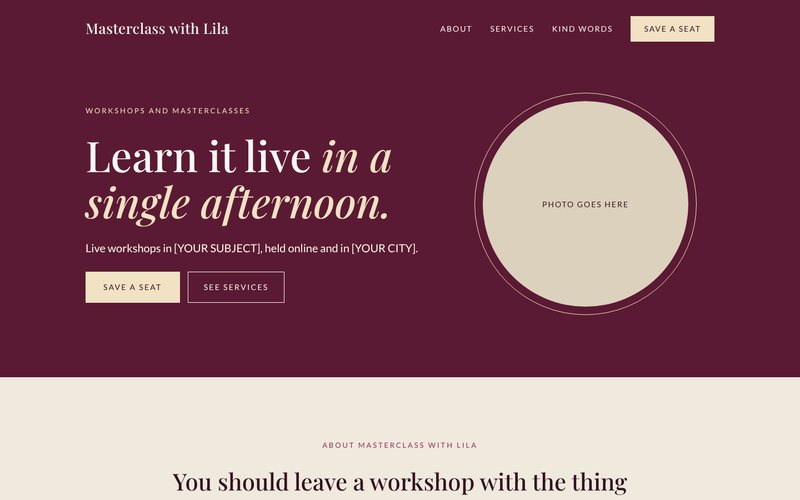 Masterclass with Lila
ABOUT
SERVICES
KIND WORDS
SAVE A SEAT
WORKSHOPS AND MASTERCLASSES
Learn it live in a
single afternoon.
Live workshops in [YOUR SUBJECT], held online and in [YOUR CITY].
SAVE A SEAT
SEE SERVICES
PHOTO GOES HERE
ABOUT MASTERCLASS WITH LILA
You should leave a workshop with the thing